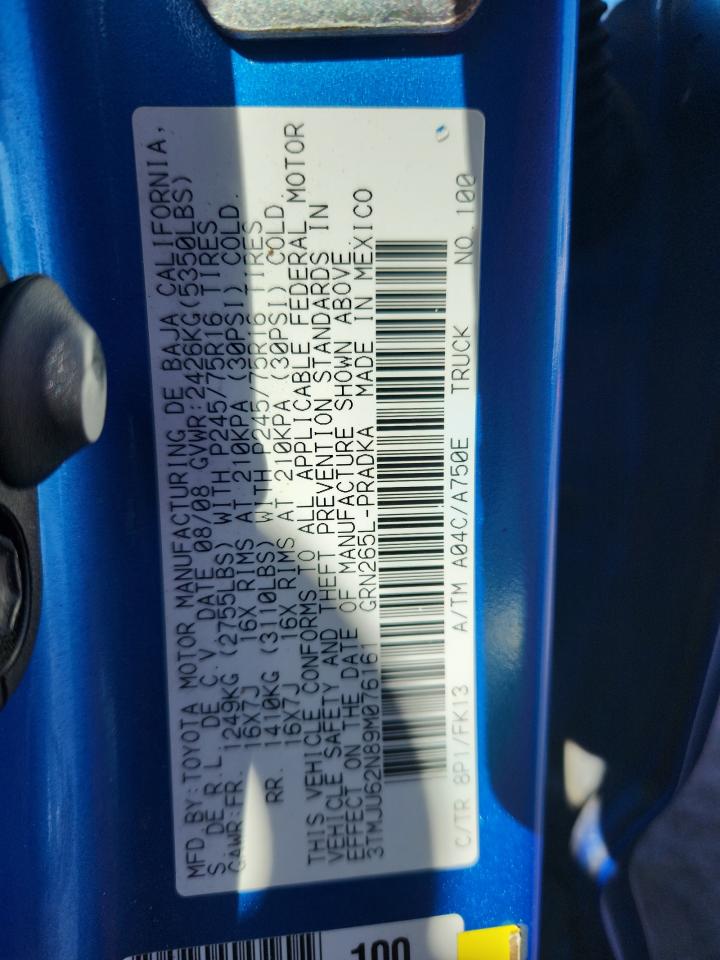 MFD BY: TOYOTA MOTOR MANUFACTURING DE BAJA CALIFORNIA,
S. DE R.L. DE C.V. DATE 08/08 GVWR:2426KG(5350LBS)
GAWR:FR. 1249KG (2755LBS) WITH P245/75R16 TIRES
16X7J 16X RIMS AT 210KPA (30PSI) COLD.
RR. 1410KG (3110LBS) WITH P245/75R16 TIRES
16X7J 16X RIMS AT 210KPA (30PSI) COLD.
THIS VEHICLE CONFORMS TO ALL APPLICABLE FEDERAL MOTOR
VEHICLE SAFETY AND THEFT PREVENTION STANDARDS IN
EFFECT ON THE DATE OF MANUFACTURE SHOWN ABOVE.
3TMJU62N89M076161 GRN265L-PRADKA MADE IN MEXICO
C/TR 8P1/FK13 A/TM A04C/A750E TRUCK NO. 100
100